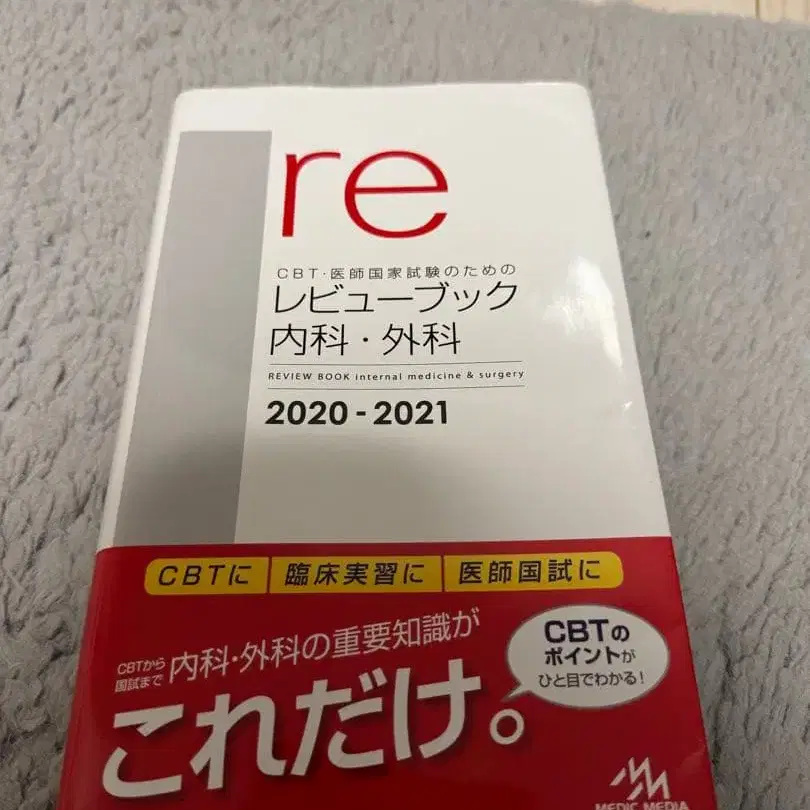 re
CBT・医師国家試験のための
レビューブック
内科・外科
REVIEW BOOK internal medicine & surgery
2020-2021
CBTに 臨床実習に 医師国試に
CBTから
国試まで
内科・外科の重要知識が
これだけ。
CBTの
ポイントが
ひと目でわかる!
MEDIC MEDIA